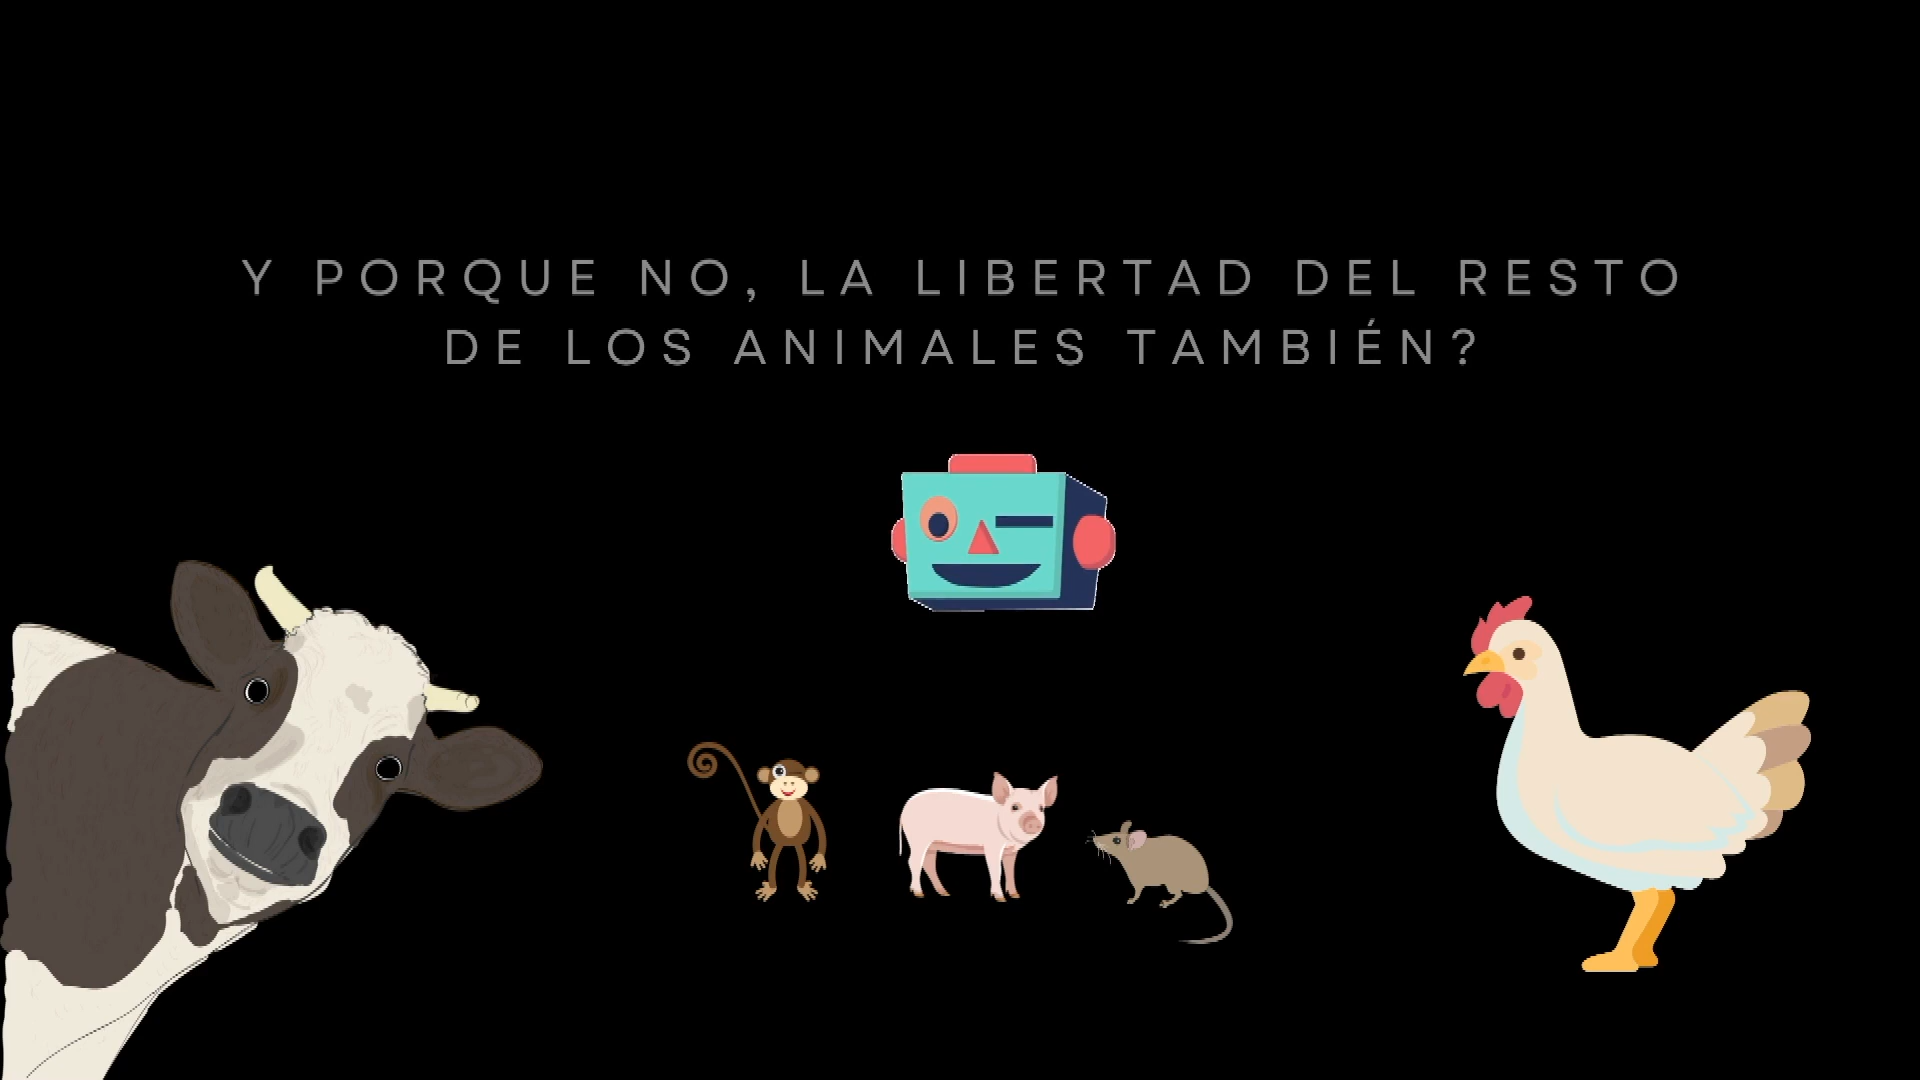 Y PORQUE NO, LA LIBERTAD DEL RESTO
DE LOS ANIMALES TAMBIÉN?